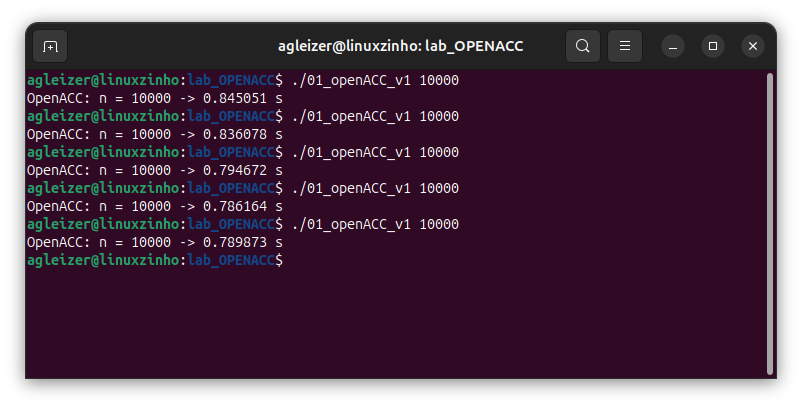 agleizer@linuxzinho: lab_OPENACC
agleizer@linuxzinho:lab_OPENACC$ ./01_openACC_v1 10000
OpenACC: n = 10000 -> 0.845051 s
agleizer@linuxzinho:lab_OPENACC$ ./01_openACC_v1 10000
OpenACC: n = 10000 -> 0.836078 s
agleizer@linuxzinho:lab_OPENACC$ ./01_openACC_v1 10000
OpenACC: n = 10000 -> 0.794672 s
agleizer@linuxzinho:lab_OPENACC$ ./01_openACC_v1 10000
OpenACC: n = 10000 -> 0.786164 s
agleizer@linuxzinho:lab_OPENACC$ ./01_openACC_v1 10000
OpenACC: n = 10000 -> 0.789873 s
agleizer@linuxzinho:lab_OPENACC$